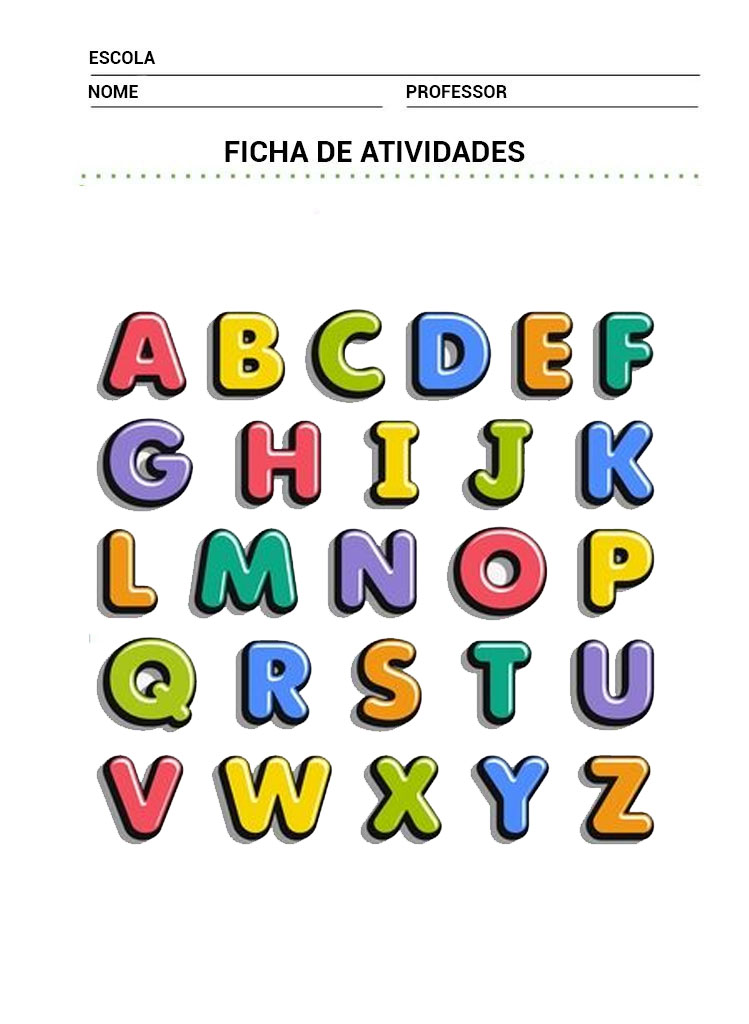 ESCOLA
NOME PROFESSOR
FICHA DE ATIVIDADES
A B C D E F
G H I J K
L M N O P
Q R S T U
V W X Y Z